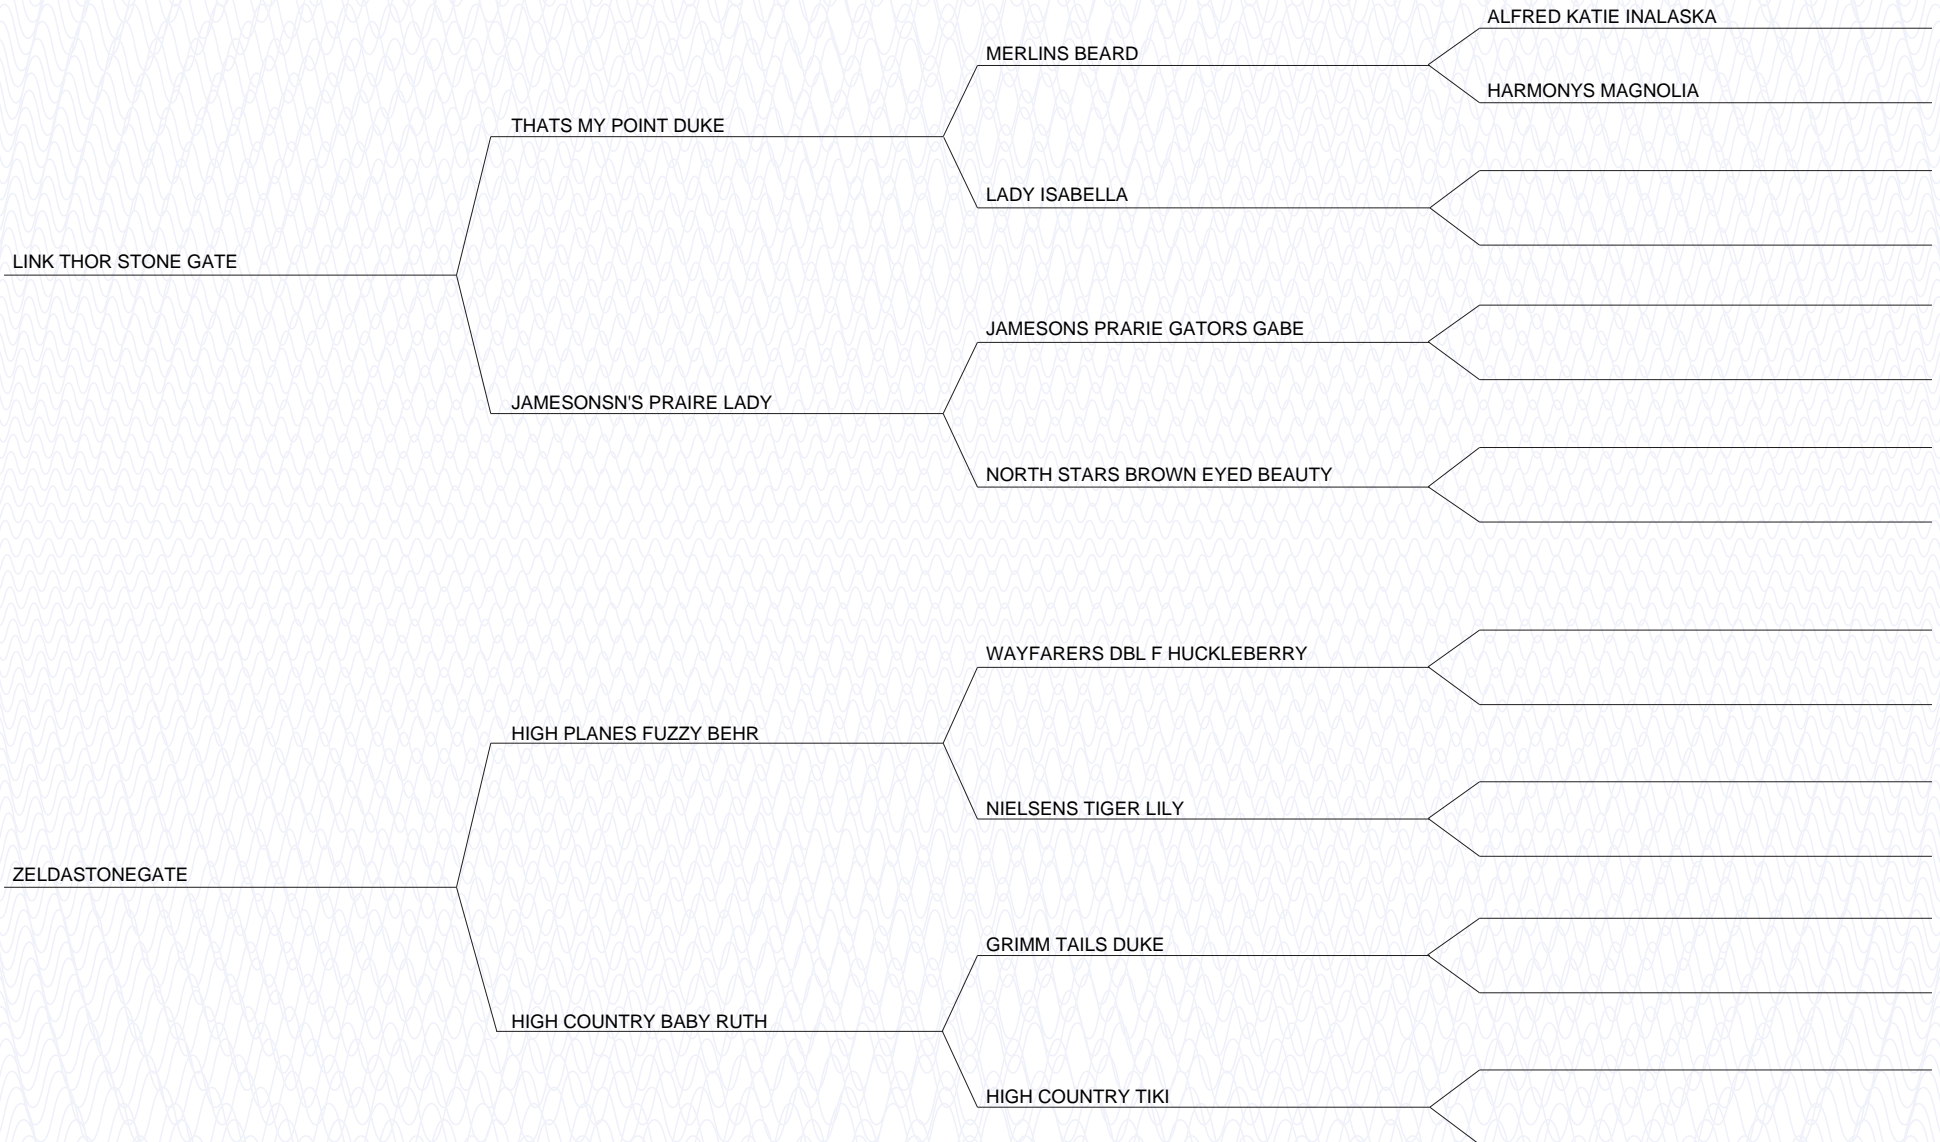 ALFRED KATIE INALASKA
MERLINS BEARD
HARMONYS MAGNOLIA
THATS MY POINT DUKE
LADY ISABELLA
LINK THOR STONE GATE
JAMESONS PRARIE GATORS GABE
JAMESONSN'S PRAIRE LADY
NORTH STARS BROWN EYED BEAUTY
WAYFARERS DBL F HUCKLEBERRY
HIGH PLANES FUZZY BEHR
NIELSENS TIGER LILY
ZELDASTONEGATE
GRIMM TAILS DUKE
HIGH COUNTRY BABY RUTH
HIGH COUNTRY TIKI